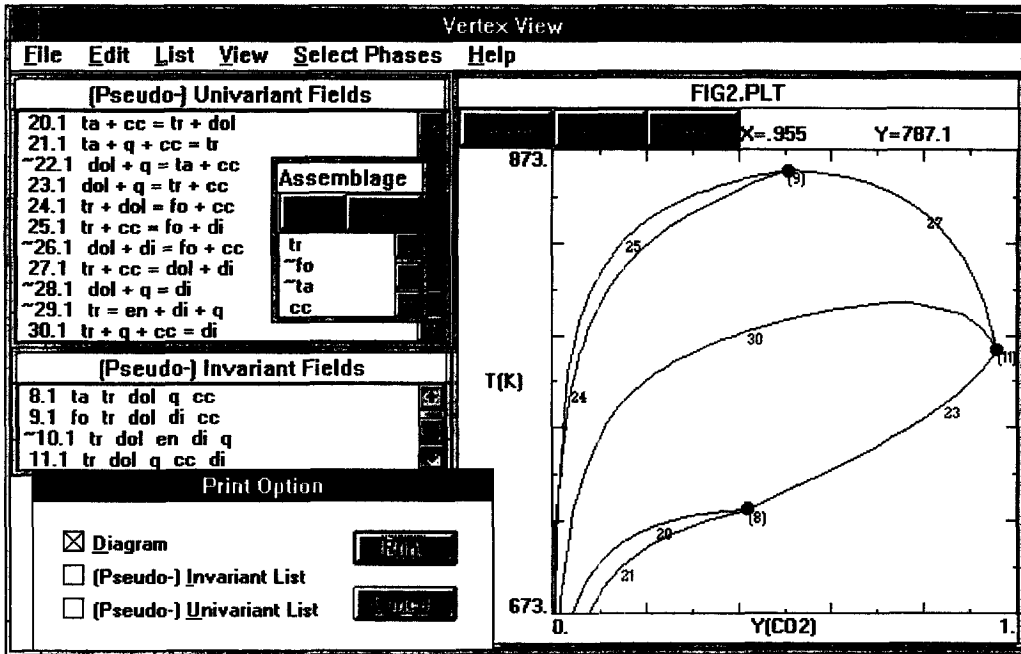 Vertex View
File Edit List View Select Phases Help
(Pseudo-) Univariant Fields
20.1 ta + cc = tr + dol
21.1 ta + q + cc = tr
~22.1 dol + q = ta + cc
23.1 dol + q = tr + cc
24.1 tr + dol = fo + cc
25.1 tr + cc = fo + di
~26.1 dol + di = fo + cc
27.1 tr + cc = dol + di
~28.1 dol + q = di
~29.1 tr = en + di + q
30.1 tr + q + cc = di
Assemblage
tr
~fo
~ta
cc
(Pseudo-) Invariant Fields
8.1 ta tr dol q cc
9.1 fo tr dol di cc
~10.1 tr dol en di q
11.1 tr dol q cc di
Print Option
Diagram
(Pseudo-) Invariant List
(Pseudo-) Univariant List
FIG2.PLT
X=.955 Y=787.1
873.
(9)
27
25
30
(11)
T(K)
24
23
(8)
20
21
673.
0. Y(CO2) 1.